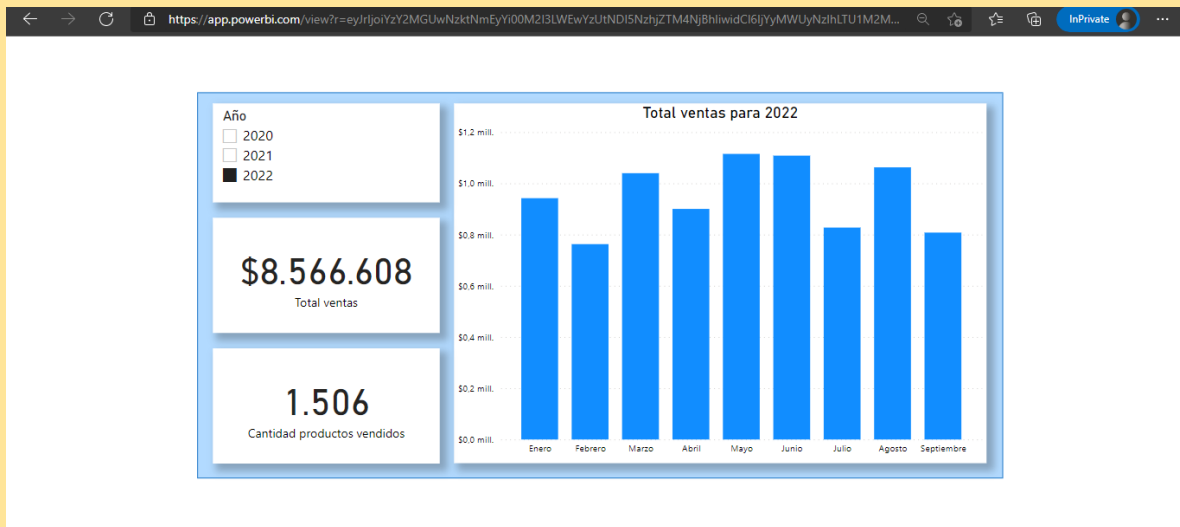 https://app.powerbi.com/view?r=eyJrIjoiYzY2MGUwNzktNmEyYi00M2I3LWEwYzUtNDI5NzhjZTM4NjBhIiwidCI6IjYyMWUyNzlhLTU1M2M...
InPrivate
Año
2020
2021
2022
$8.566.608
Total ventas
1.506
Cantidad productos vendidos
Total ventas para 2022
$1,2 mill.
$1,0 mill.
$0,8 mill.
$0,6 mill.
$0,4 mill.
$0,2 mill.
$0,0 mill.
Enero Febrero Marzo Abril Mayo Junio Julio Agosto Septiembre